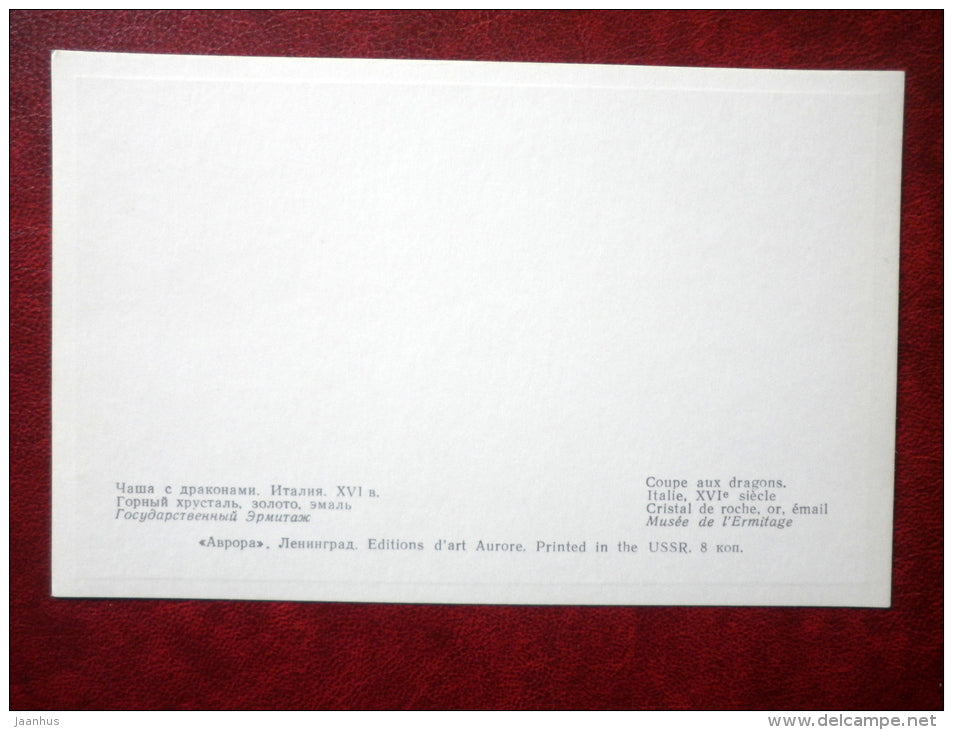 Чаша с драконами. Италия. XVI в.
Горный хрусталь, золото, эмаль
Государственный Эрмитаж
Coupe aux dragons.
Italie, XVIe siècle
Cristal de roche, or, émail
Musée de l'Ermitage
«Аврора». Ленинград. Editions d'art Aurore. Printed in the USSR. 8 коп.
jaanhus
www.delcampe.net